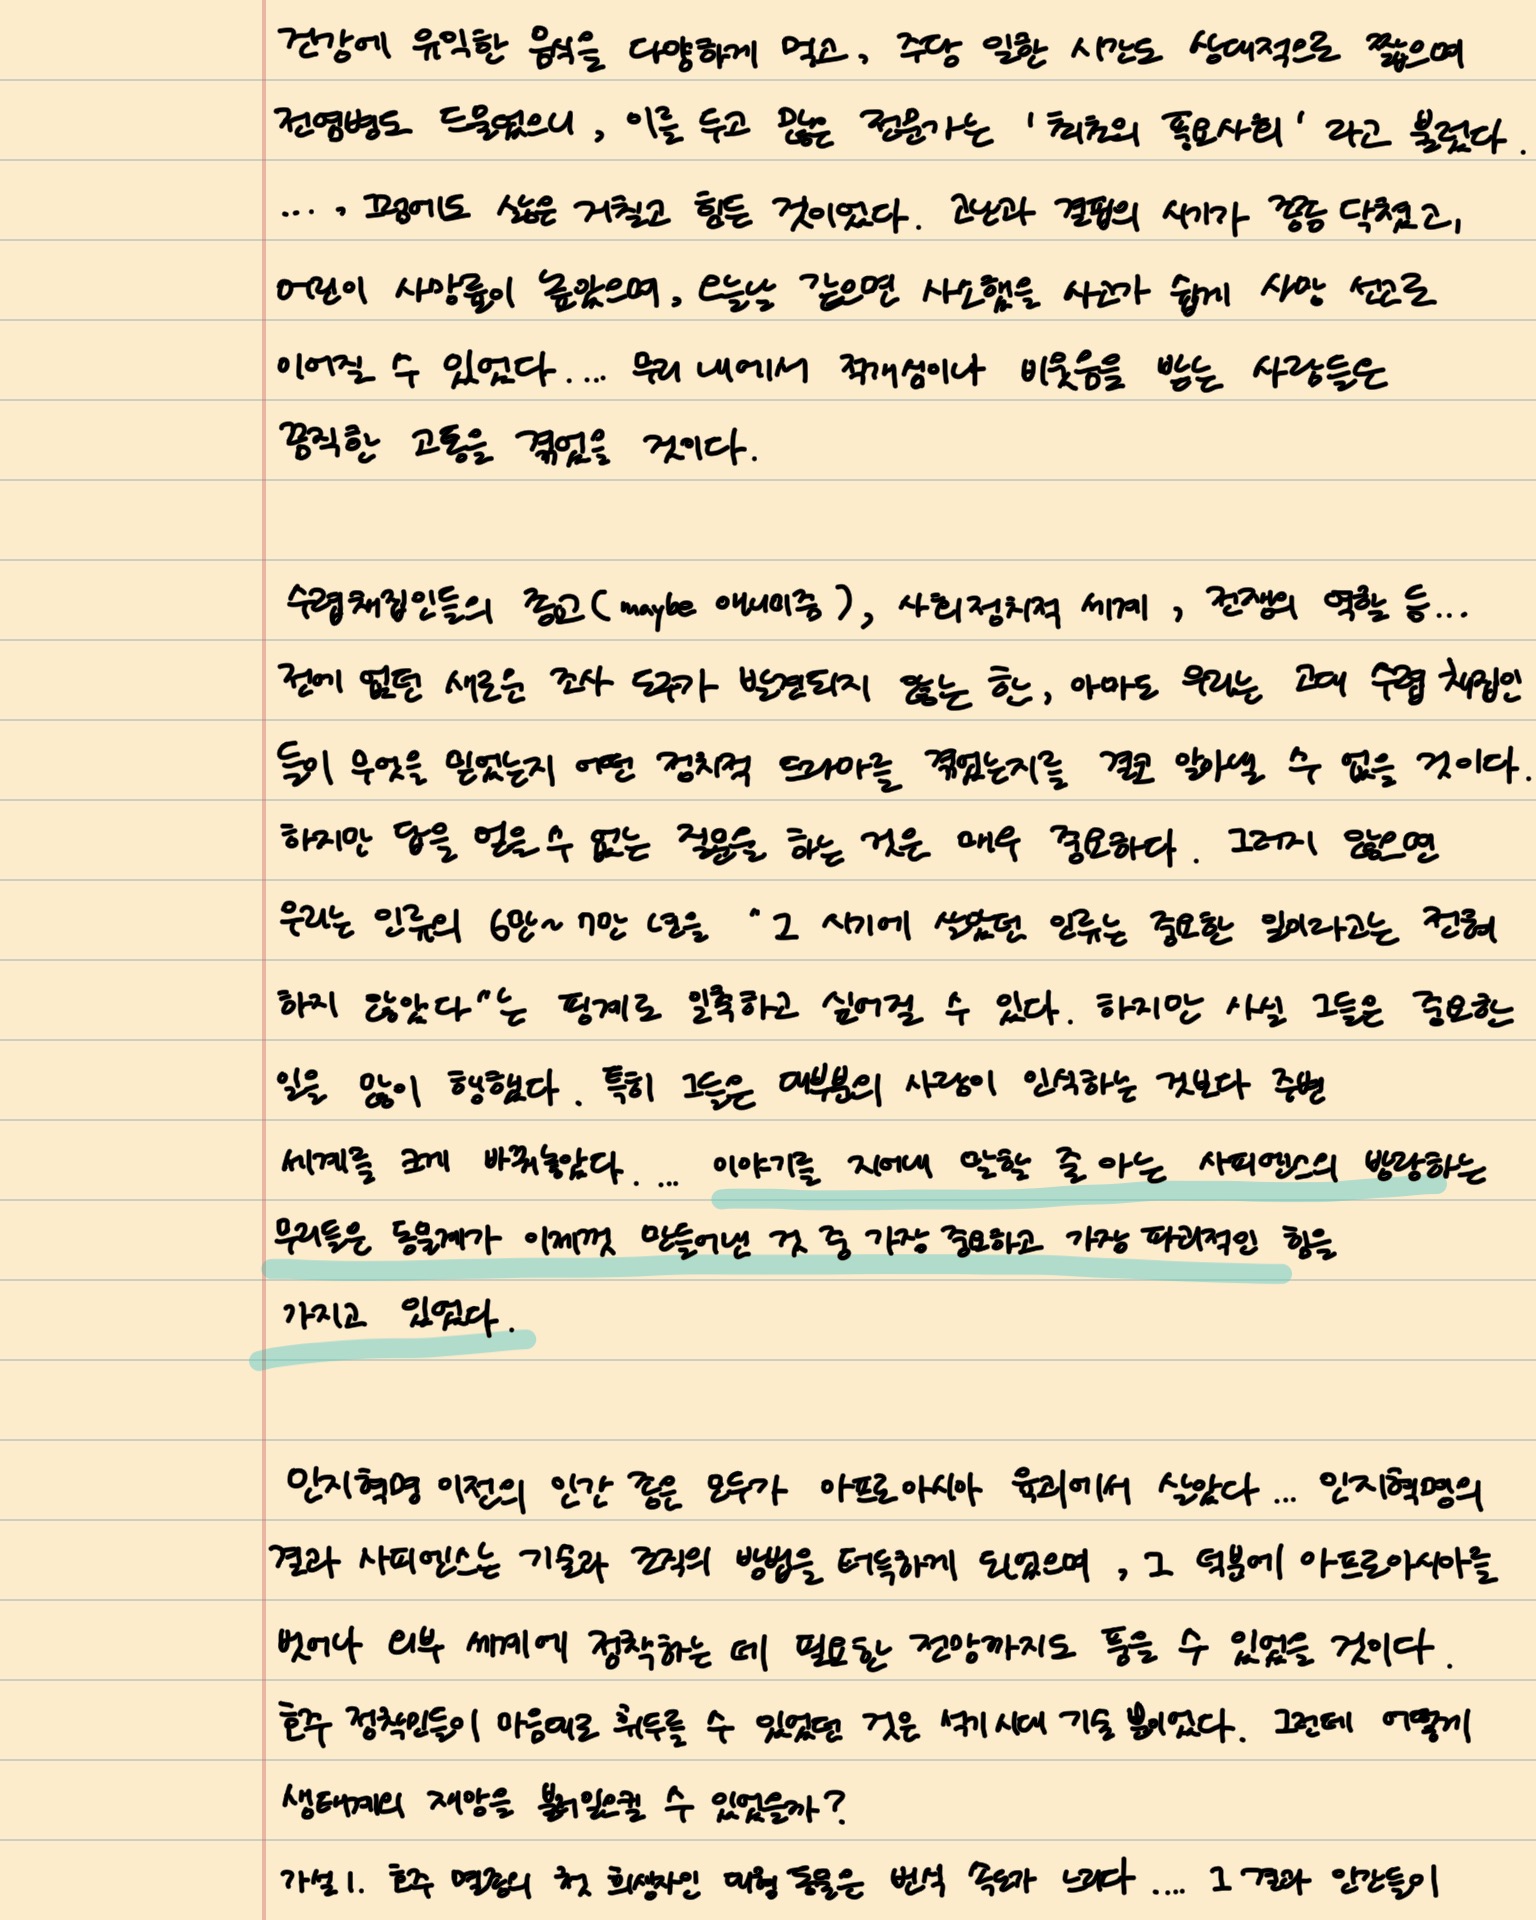 건강에 유익한 음식을 다양하게 먹고, 주당 일한 시간도 상대적으로 짧으며
전염병도 드물었으니, 이를 두고 많은 전문가는 '최초의 풍요사회' 라고 불렀다.
... , 그럼에도 삶은 거칠고 힘든 것이었다. 고난과 결핍의 시기가 종종 닥쳤고,
어린이 사망률이 높았으며, 오늘날 같으면 사소했을 사고가 쉽게 사망 선고로
이어질 수 있었다.... 무리 내에서 적개심이나 비웃음을 받는 사람들은
끔직한 고통을 겪었을 것이다.
수렵채집인들의 종교(maybe 애니미즘), 사회정치적 세계, 전쟁의 역할 등...
전에 없던 새로운 조사 도구가 발견되지 않는 한, 아마도 우리는 고대 수렵 채집인
들이 무엇을 믿었는지 어떤 정치적 드라마를 겪었는지를 결코 알아낼 수 없을 것이다.
하지만 답을 얻을 수 없는 질문을 하는 것은 매우 중요하다. 그러지 않으면
우리는 인류의 6만~7만 년을 "그 시기에 살았던 인류는 중요한 일이라고는 전혀
하지 않았다"는 핑계로 일축하고 싶어질 수 있다. 하지만 사실 그들은 중요한
일을 많이 행했다. 특히 그들은 대부분의 사람이 인식하는 것보다 주변
세계를 크게 바꿔놓았다. ... 이야기를 지어내 말할 줄 아는 사피엔스의 방랑하는
무리들은 동물계가 이제껏 만들어낸 것 중 가장 중요하고 가장 파괴적인 힘을
가지고 있었다.
인지혁명 이전의 인간 종은 모두가 아프로아시아 육괴에서 살았다 ... 인지혁명의
결과 사피엔스는 기술과 조직의 방법을 터득하게 되었으며, 그 덕분에 아프로아시아를
벗어나 외부 세계에 정착하는 데 필요한 전망까지도 품을 수 있었을 것이다.
호주 정착인들이 마음대로 휘두를 수 있었던 것은 석기 시대 기술 뿐이었다. 그런데 어떻게
생태계의 재앙을 불러일으킬 수 있었을까?
가설1. 호주 멸종의 첫 희생자인 대형 동물은 번식 속도가 느리다 .... 그 결과 인간들이